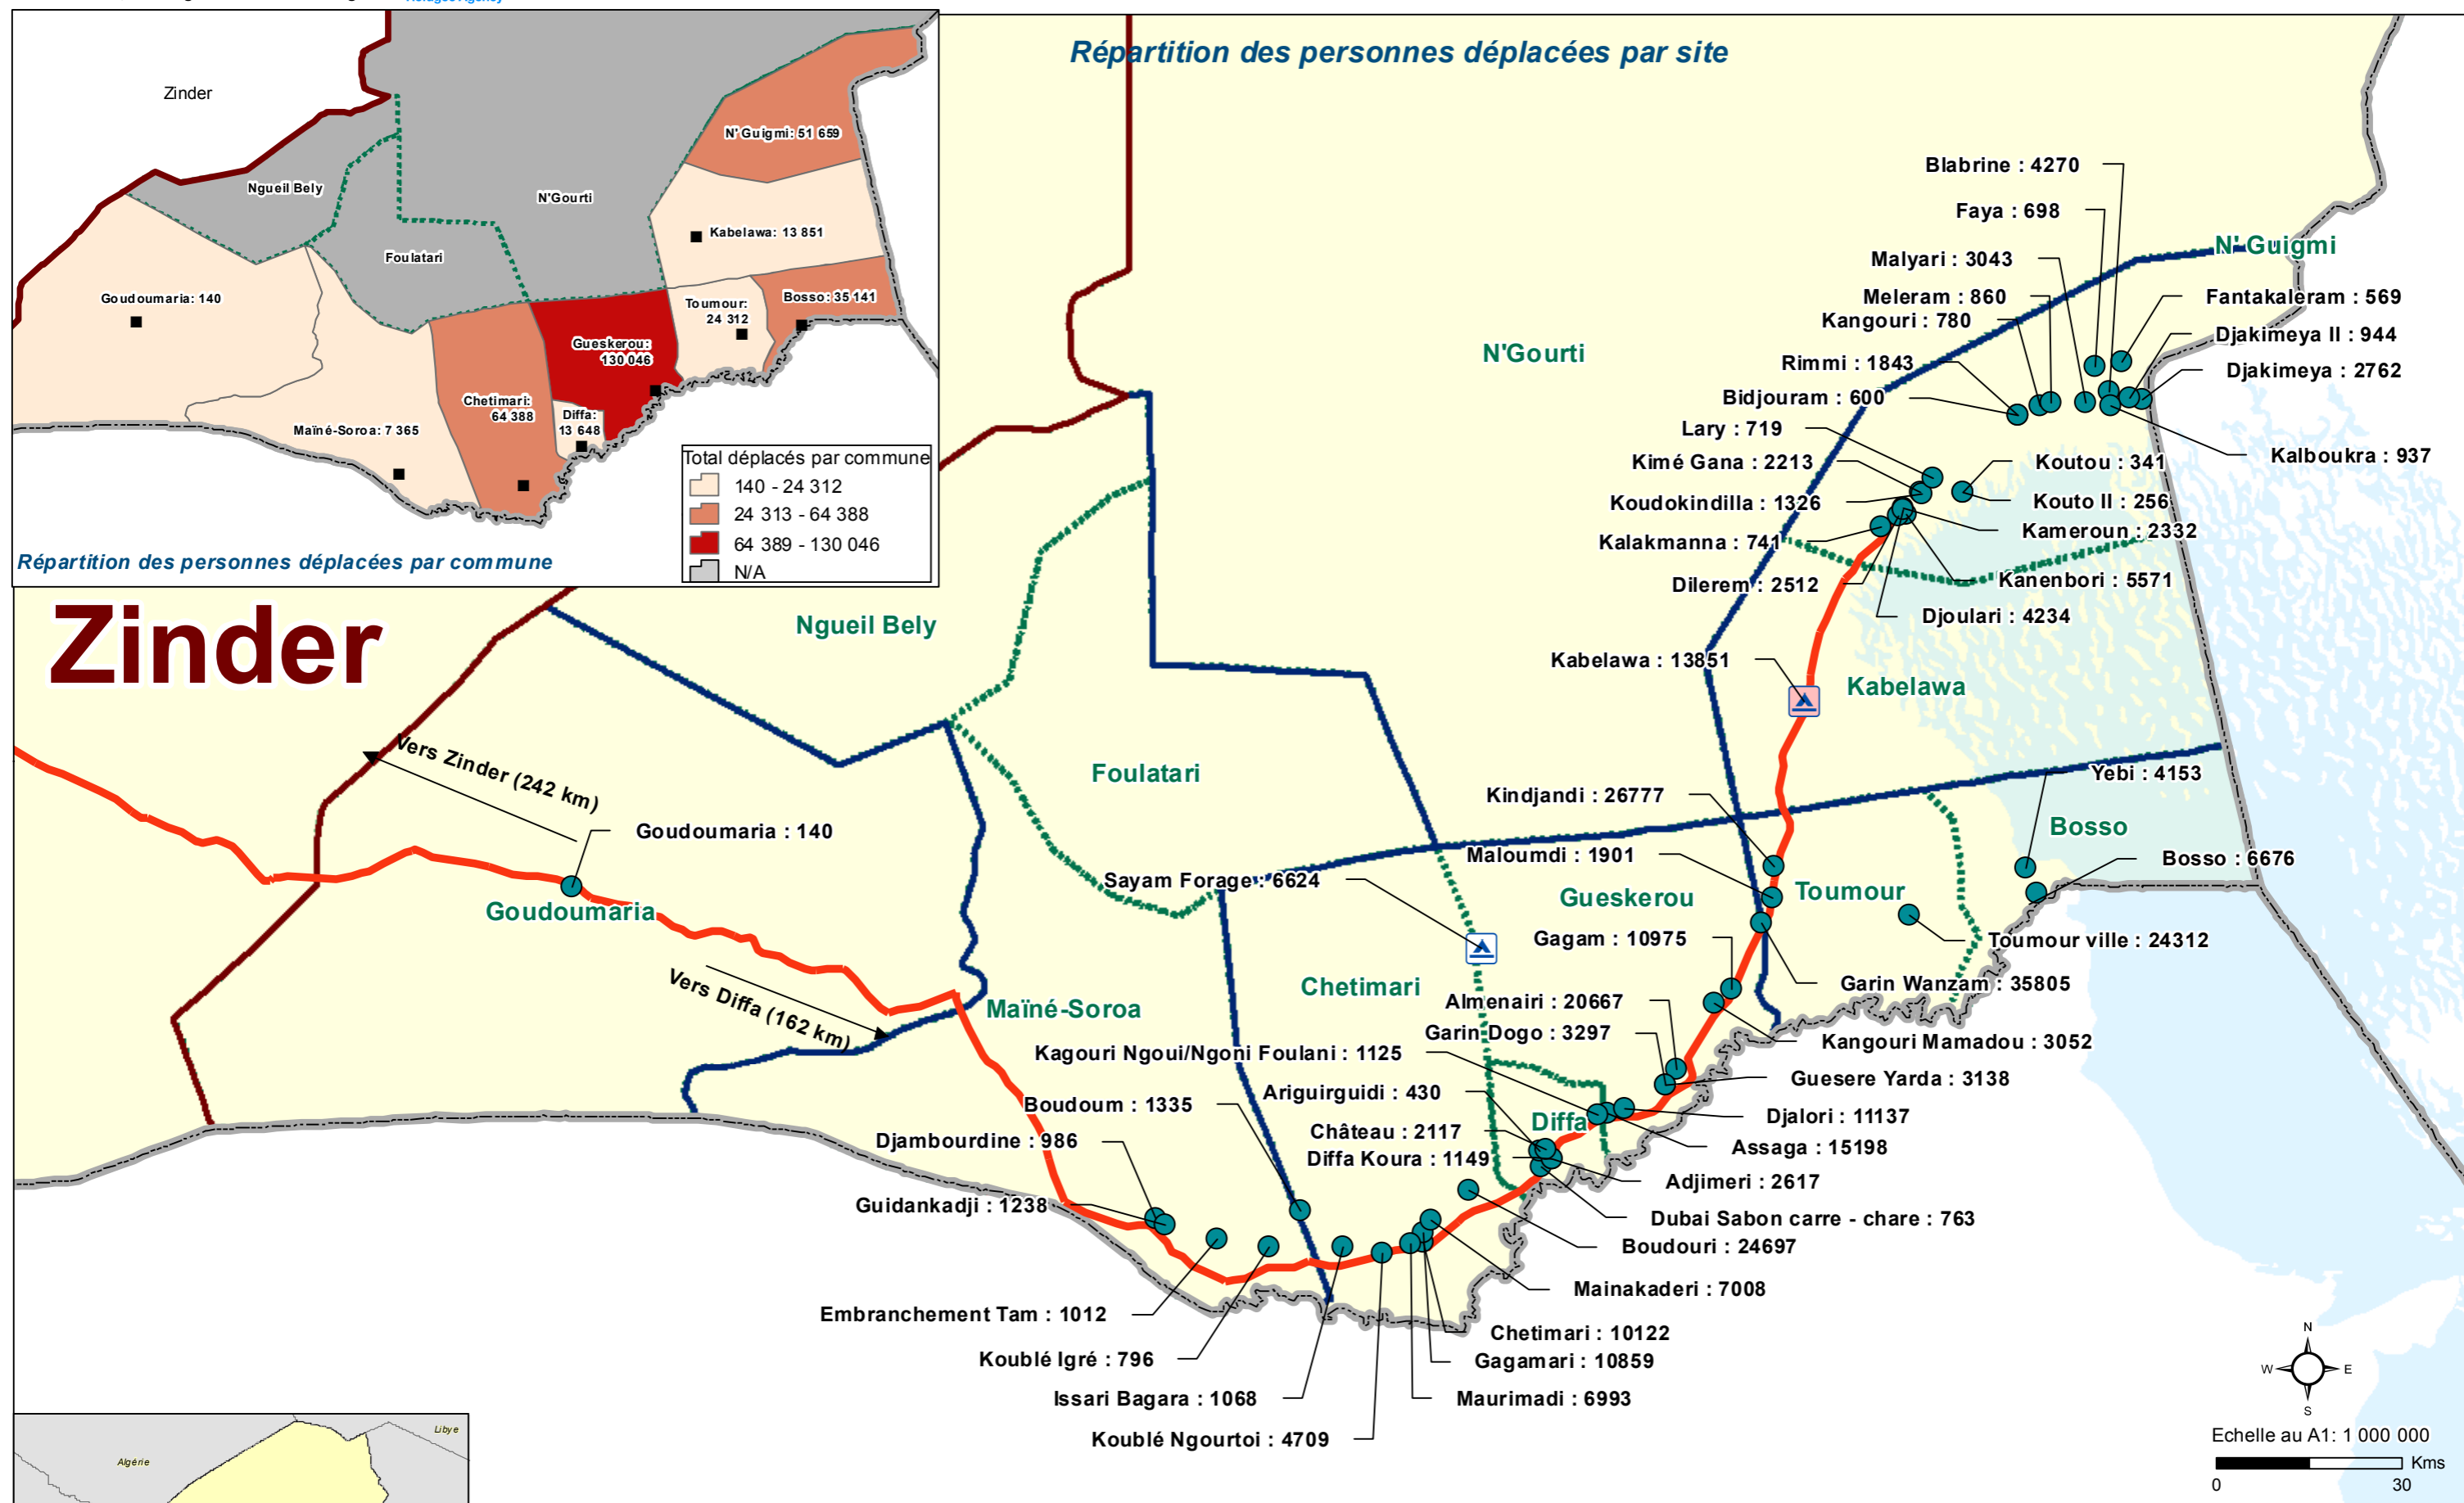 Refugee Agency
Zinder
N' Guigmi: 51 659
Ngueil Bely
N'Gourti
Kabelawa: 13 851
Foulatari
Goudoumaria: 140
Toumour:
24 312
Bosso: 35 141
Gueskerou:
130 046
Chetimari:
64 388
Diffa:
13 648
Maïné-Soroa: 7 365
Total déplacés par commune
140 - 24 312
24 313 - 64 388
64 389 - 130 046
N/A
Répartition des personnes déplacées par commune
Répartition des personnes déplacées par site
Blabrine : 4270
Faya : 698
N' Guigmi
Malyari : 3043
Meleram : 860
Fantakaleram : 569
Kangouri : 780
Djakimeya II : 944
N'Gourti
Rimmi : 1843
Djakimeya : 2762
Bidjouram : 600
Lary : 719
Kalboukra : 937
Kimé Gana : 2213
Koutou : 341
Koudokindilla : 1326
Kouto II : 256
Kameroun : 2332
Kalakmanna : 741
Kanenbori : 5571
Dilerem : 2512
Djoulari : 4234
Zinder
Ngueil Bely
Kabelawa : 13851
Kabelawa
Vers Zinder (242 km)
Foulatari
Yebi : 4153
Kindjandi : 26777
Goudoumaria : 140
Bosso
Maloumdi : 1901
Bosso : 6676
Sayam Forage : 6624
Gueskerou
Toumour
Goudoumaria
Gagam : 10975
Toumour ville : 24312
Vers Diffa (162 km)
Maïné-Soroa
Chetimari
Garin Wanzam : 35805
Almenairi : 20667
Garin Dogo : 3297
Kangouri Mamadou : 3052
Kagouri Ngoui/Ngoni Foulani : 1125
Guesere Yarda : 3138
Ariguirguidi : 430
Boudoum : 1335
Djalori : 11137
Diffa
Château : 2117
Djambourdine : 986
Assaga : 15198
Diffa Koura : 1149
Adjimeri : 2617
Guidankadji : 1238
Dubai Sabon carre - chare : 763
Boudouri : 24697
Mainakaderi : 7008
Embranchement Tam : 1012
Chetimari : 10122
Koublé Igré : 796
Gagamari : 10859
Issari Bagara : 1068
Maurimadi : 6993
Koublé Ngourtoi : 4709
N
W
E
S
Echelle au A1: 1 000 000
Kms
0
30
Libye
Algérie